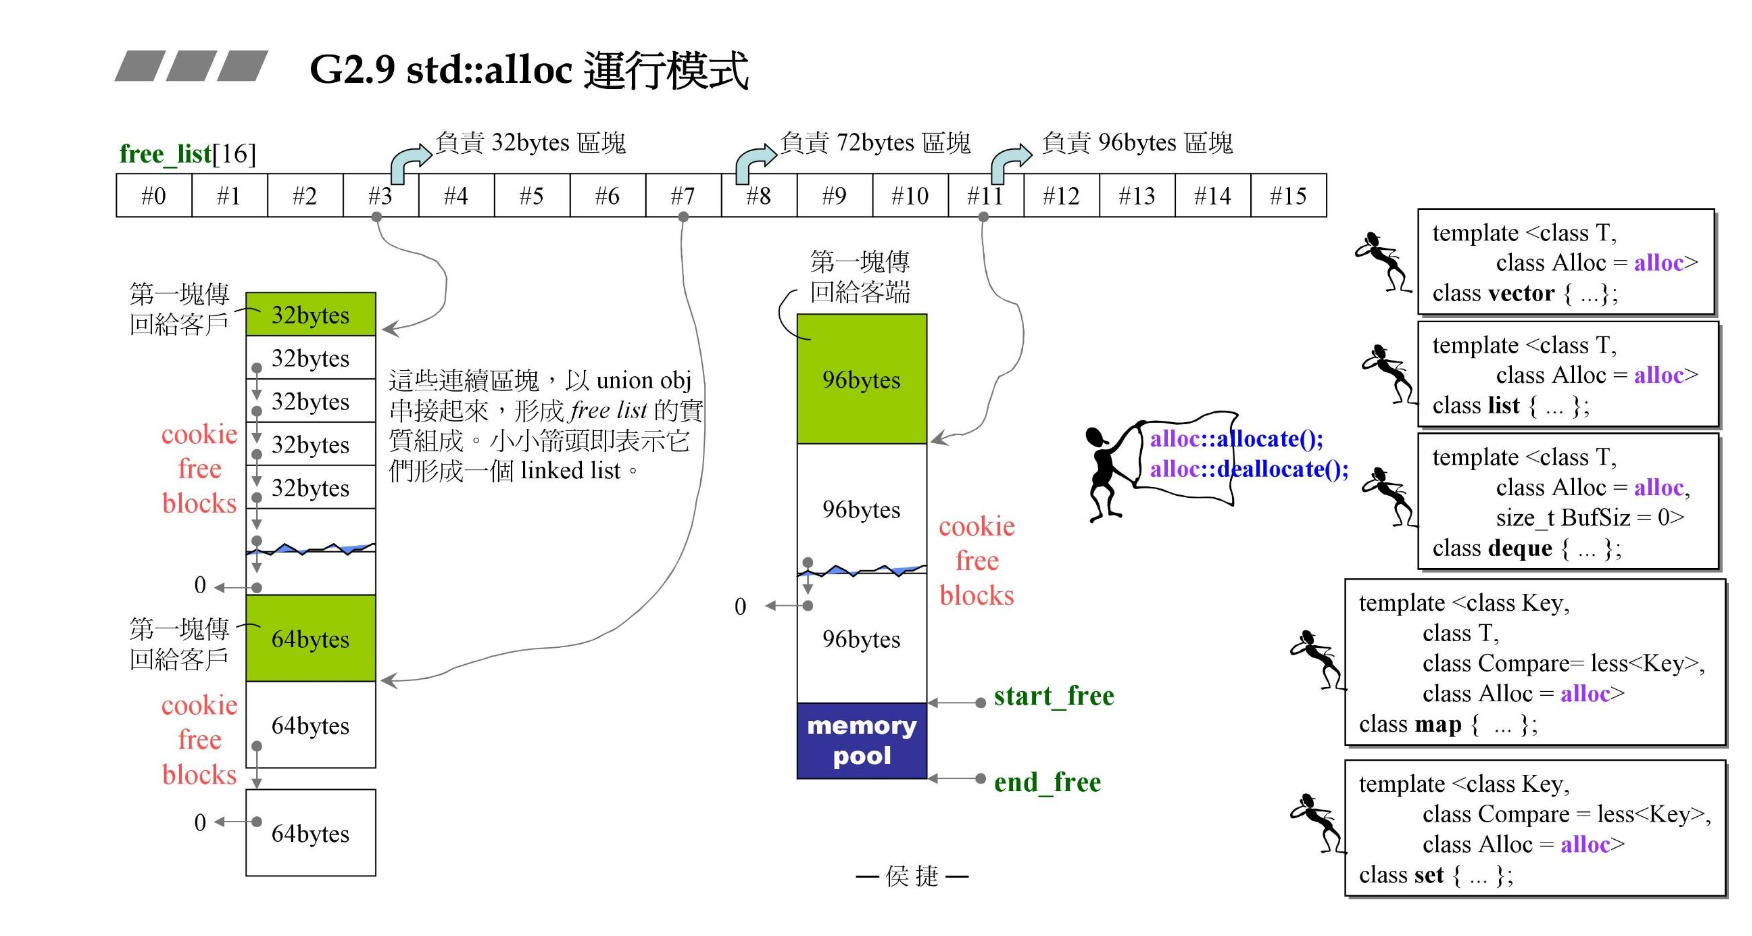 G2.9 std::alloc 運行模式
free_list[16]
負責 32bytes 區塊
負責 72bytes 區塊
負責 96bytes 區塊
#0 #1 #2 #3 #4 #5 #6 #7 #8 #9 #10 #11 #12 #13 #14 #15
第一塊傳
回給客戶
32bytes
32bytes
32bytes
32bytes
32bytes
cookie
free
blocks
0
這些連續區塊，以 union obj
串接起來，形成 free list 的實
質組成。小小箭頭即表示它
們形成一個 linked list。
第一塊傳
回給客戶
64bytes
cookie
free
blocks
64bytes
0
64bytes
第一塊傳
回給客端
96bytes
96bytes
cookie
free
blocks
0
96bytes
start_free
memory
pool
end_free
alloc::allocate();
alloc::deallocate();
template <class T,
class Alloc = alloc>
class vector { ...};
template <class T,
class Alloc = alloc>
class list { ... };
template <class T,
class Alloc = alloc,
size_t BufSiz = 0>
class deque { ... };
template <class Key,
class T,
class Compare= less<Key>,
class Alloc = alloc>
class map { ... };
template <class Key,
class Compare = less<Key>,
class Alloc = alloc>
class set { ... };
— 侯捷 —